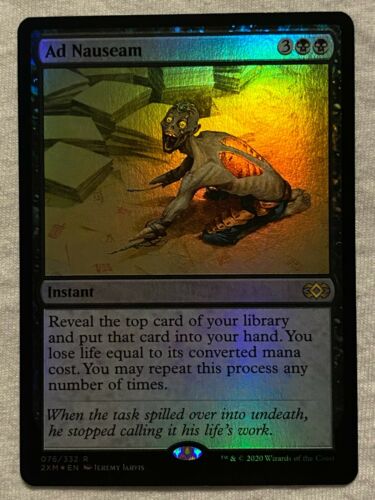 Ad Nauseam 3
Instant
Reveal the top card of your library
and put that card into your hand. You
lose life equal to its converted mana
cost. You may repeat this process any
number of times.
When the task spilled over into undeath,
he stopped calling it his life's work.
076/332 R
2XM ★ EN Jeremy Jarvis
™ & © 2020 Wizards of the Coast